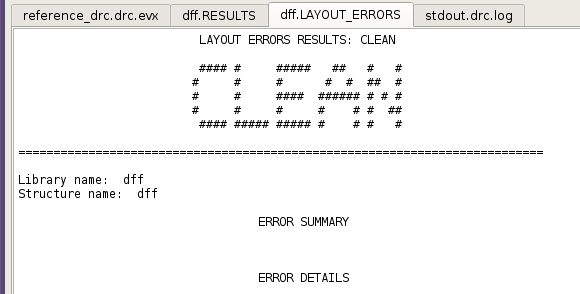 reference_drc.drc.evx dff.RESULTS dff.LAYOUT_ERRORS stdout.drc.log
LAYOUT ERRORS RESULTS: CLEAN
 #### #     #####   ##   #   #
#     #     #      #  #  ##  #
#     #     ####  ###### # # #
#     #     #     #    # #  ##
 #### ##### ##### #    # #   #
===========================================================================
Library name:  dff
Structure name:  dff
ERROR SUMMARY
ERROR DETAILS